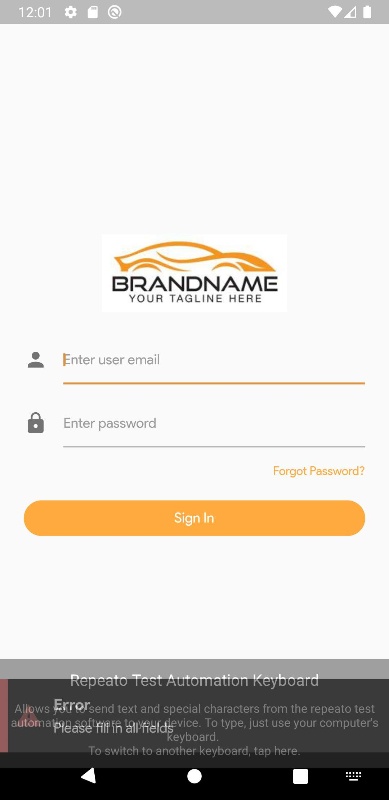 12:01
BRANDNAME
YOUR TAGLINE HERE
Enter user email
Enter password
Forgot Password?
Sign In
Repeato Test Automation Keyboard
Error
Allows you to send text and special characters from the repeato test
automation software to your device. To type, just use your computer's
keyboard.
Please fill in all fields
To switch to another keyboard, tap here.